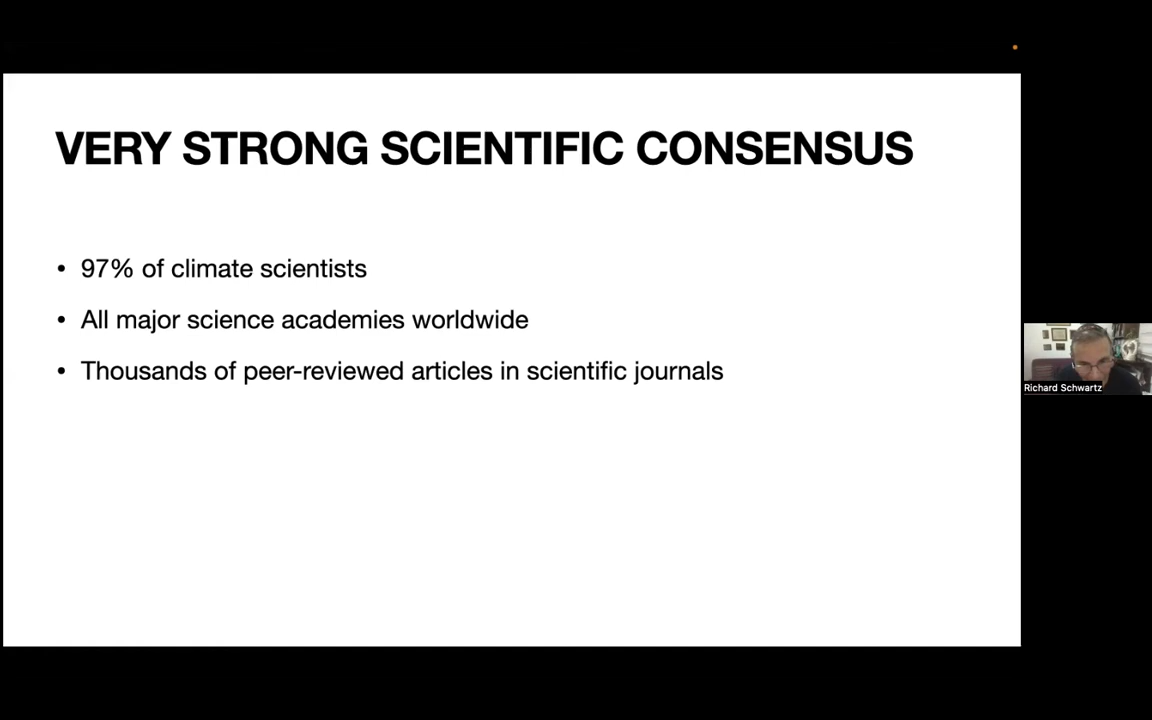 VERY STRONG SCIENTIFIC CONSENSUS
• 97% of climate scientists
• All major science academies worldwide
• Thousands of peer-reviewed articles in scientific journals
Richard Schwartz